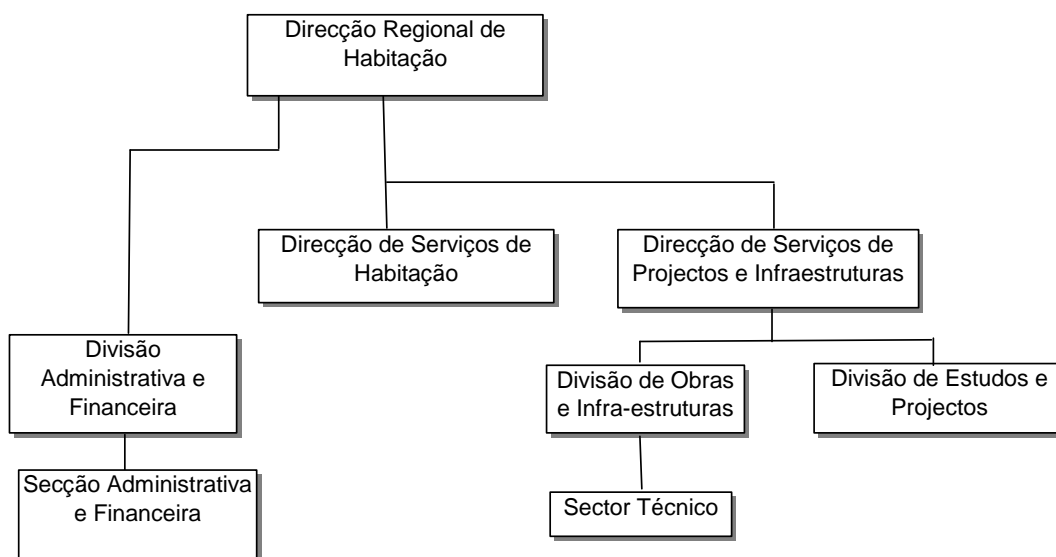 Direcção Regional de
Habitação
Direcção de Serviços de
Habitação
Direcção de Serviços de
Projectos e Infraestruturas
Divisão
Administrativa e
Financeira
Divisão de Obras
e Infra-estruturas
Divisão de Estudos e
Projectos
Secção Administrativa
e Financeira
Sector Técnico